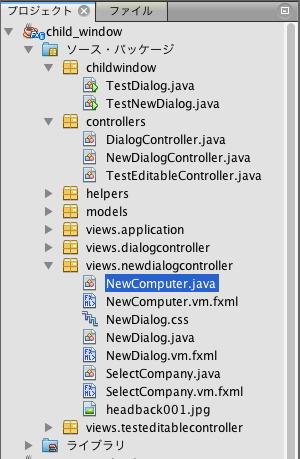 プロジェクト ファイル
child_window
ソース・パッケージ
childwindow
TestDialog.java
TestNewDialog.java
controllers
DialogController.java
NewDialogController.java
TestEditableController.java
helpers
models
views.application
views.dialogcontroller
views.newdialogcontroller
NewComputer.java
NewComputer.vm.fxml
NewDialog.css
NewDialog.java
NewDialog.vm.fxml
SelectCompany.java
SelectCompany.vm.fxml
headback001.jpg
views.testeditablecontroller
ライブラリ